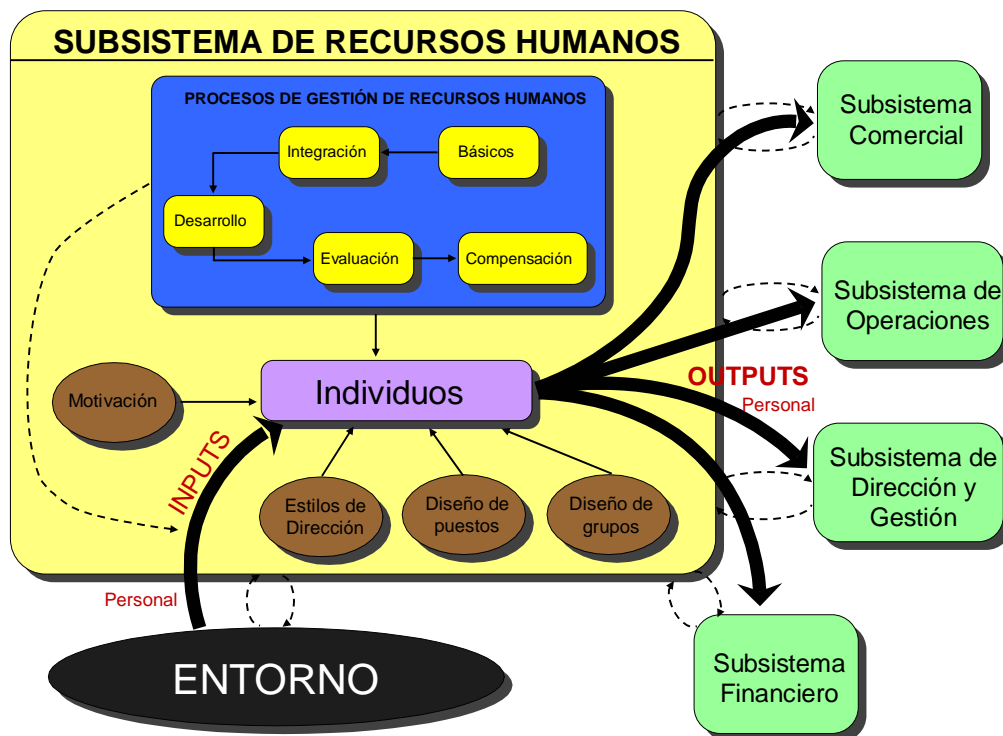 SUBSISTEMA DE RECURSOS HUMANOS
PROCESOS DE GESTIÓN DE RECURSOS HUMANOS
Integración
Básicos
Desarrollo
Evaluación
Compensación
Individuos
Motivación
Estilos de
Dirección
Diseño de
puestos
Diseño de
grupos
INPUTS
Personal
ENTORNO
OUTPUTS
Personal
Subsistema
Comercial
Subsistema de
Operaciones
Subsistema de
Dirección y
Gestión
Subsistema
Financiero